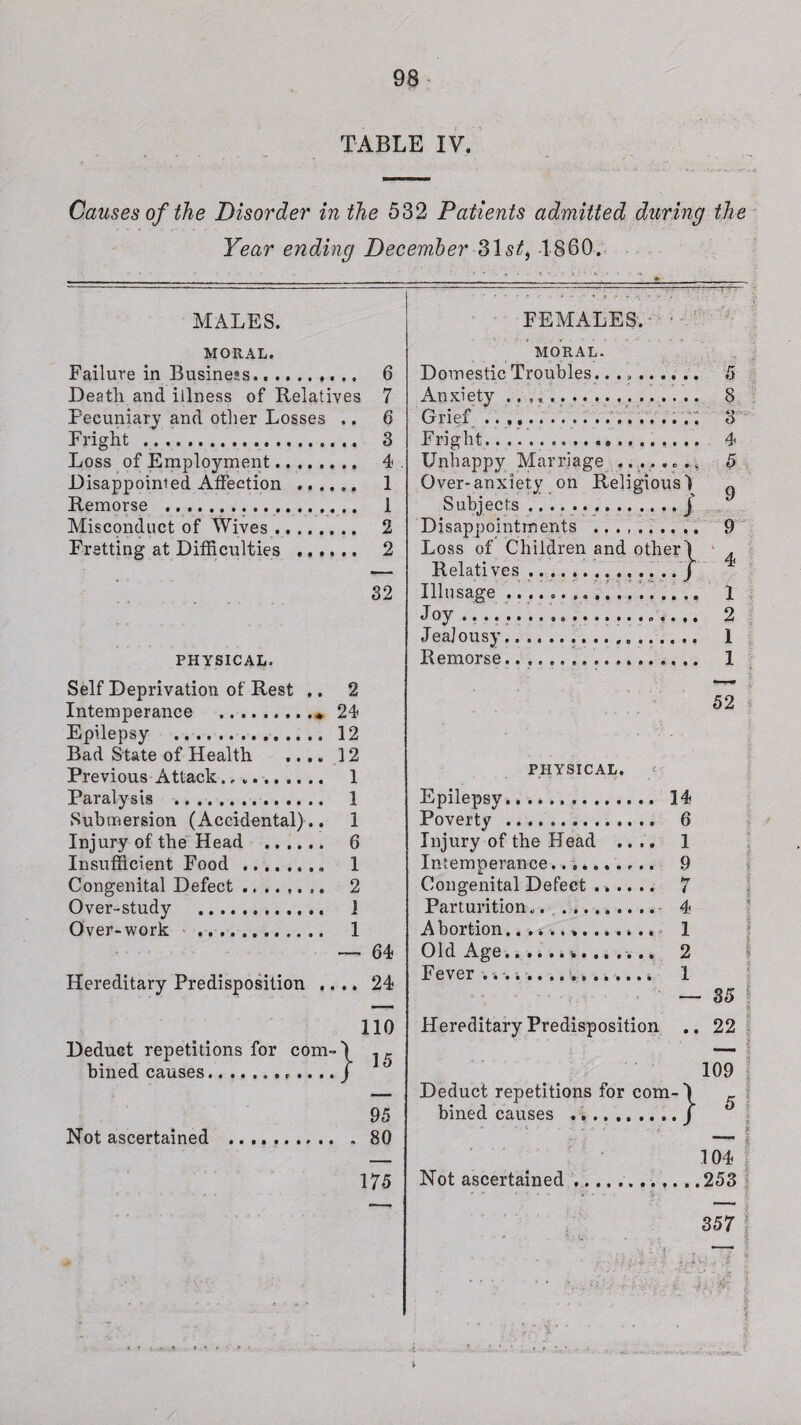 98
TABLE IV.
Causes of the Disorder in the 532 Patients admitted during the
Year ending December 31st, 1860.
MALES.
MORAL.
Failure in Business.......... 6
Death and illness of Relatives 7
Pecuniary and other Losses .. 6
Fright .................... 3
Loss of Employment........ 4
Disappointed Affection ...... 1
Remorse .................. 1
Misconduct of Wives........ 2
Fretting at Difficulties ...... 2
—
32
PHYSICAL.
Self Deprivation of Rest .. 2
Intemperance .......... 24
Epilepsy .............. 12
Bad State of Health .... 12
Previous Attack.......... 1
Paralysis .............. 1
Submersion (Accidental).. 1
Injury of the Head ...... 6
Insufficient Food ........ 1
Congenital Defect........ 2
Over-study ............ 1
Over-work ............ 1
— 64
Hereditary Predisposition .... 24
—
110
Deduct repetitions for com- }
bined causes............ } 15
—
95
Not ascertained ........... 80
—
175
—
FEMALES.
MORAL.
Domestic Troubles........... 5
Anxiety .................... 8
Grief ...................... 3
Fright...................... 4
Unhappy Marriage ......... 5
Over-anxiety on Religious }
Subjects............... } 9
Disappointments ........... 9
Loss of Children and other }
Relatives .............. } 4
Illusage ................... 1
Joy ........................ 2
Jealousy.................... 1
Remorse.................... 1
—
52
PHYSICAL.
Epilepsy............... 14
Poverty ............... 6
Injury of the Head .... 1
Intemperance........... 9
Congenital Defect ...... 7
Parturition............ 4
Abortion............... 1
Old Age............... 2
Fever ................. 1
— 35
Hereditary Predisposition .. 22
—
109
Deduct repetitions for com- }
bined causes .......... } 5
—
104
Not ascertained .............253
—
357
—